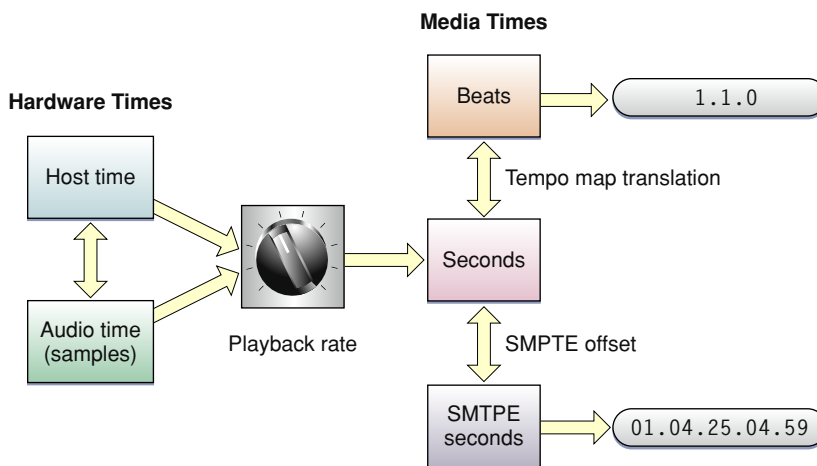 Media Times
Beats
1.1.0
Hardware Times
Host time
Tempo map translation
Seconds
Audio time
(samples)
Playback rate
SMPTE offset
SMTPE
seconds
01.04.25.04.59